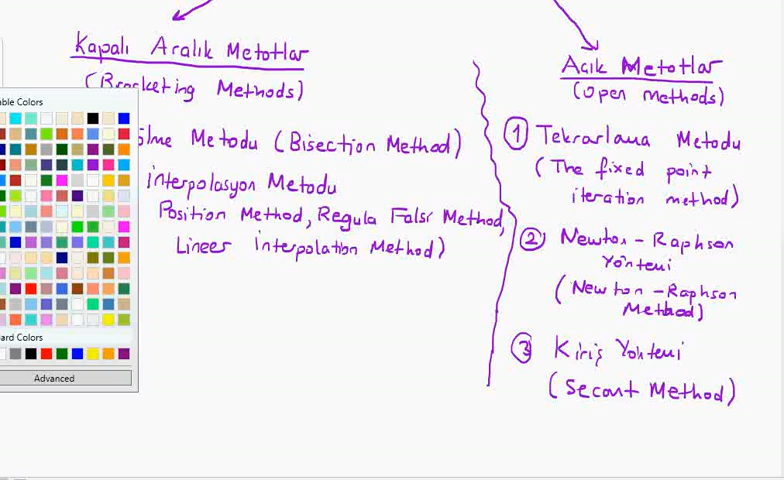 Kapalı Aralık Metotlar
(Bracketing Methods)
Metodu (Bisection Method)
interpolasyon Metodu
Position Method, Regula Falsi Method,
Lineer interpolation Method)
Açık Metotlar
(Open methods)
1 Tekrarlama Metodu
(The fixed point
iteration method)
2 Newton-Raphson
Yöntemi
(Newton-Raphson
Method)
3 Kiriş Yöntemi
(Secant Method)
able Colors
ard Colors
Advanced